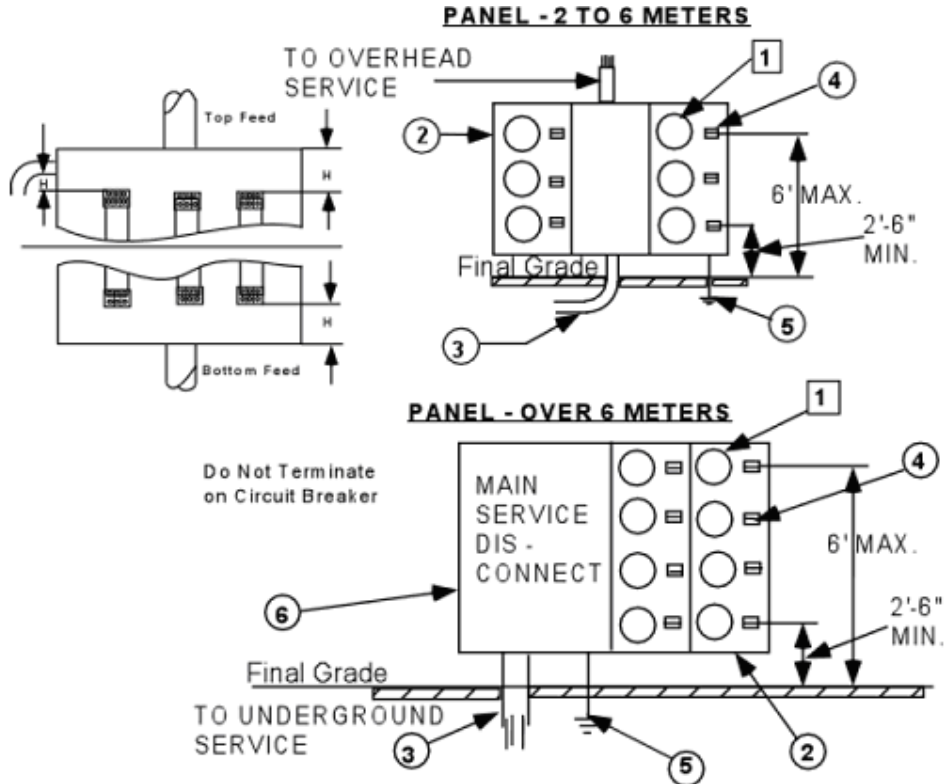 PANEL - 2 TO 6 METERS
TO OVERHEAD
SERVICE
1
4
2
Top Feed
H
H
6' MAX.
2'-6"
MIN.
Final Grade
3
5
H
Bottom Feed
PANEL - OVER 6 METERS
1
Do Not Terminate
on Circuit Breaker
MAIN
SERVICE
DIS -
CONNECT
4
6' MAX.
6
2'-6"
MIN.
Final Grade
TO UNDERGROUND
SERVICE
3
5
2